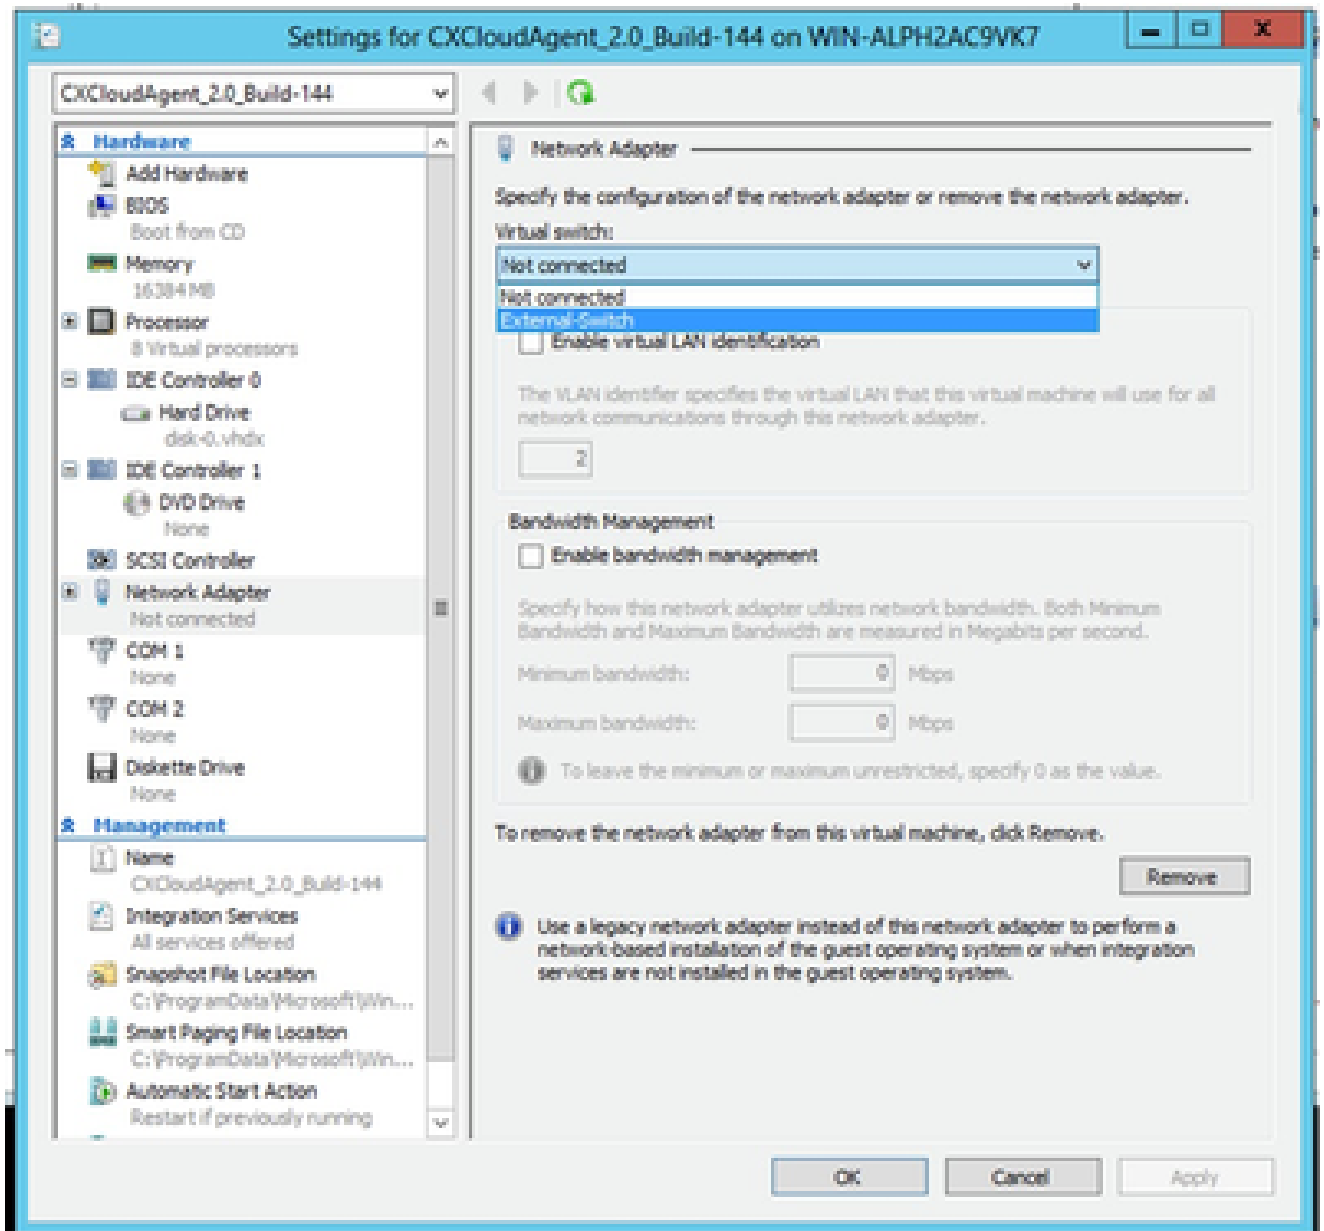 Settings for CXCloudAgent_2.0_Build-144 on WIN-ALPH2AC9VK7
CXCloudAgent_2.0_Build-144
Hardware
Add Hardware
BIOS
Boot from CD
Memory
16384 MB
Processor
8 Virtual processors
IDE Controller 0
Hard Drive
disk-0.vhdx
IDE Controller 1
DVD Drive
None
SCSI Controller
Network Adapter
Not connected
COM 1
None
COM 2
None
Diskette Drive
None
Management
Name
CXCloudAgent_2.0_Build-144
Integration Services
All services offered
Snapshot File Location
C:\ProgramData\Microsoft\Win...
Smart Paging File Location
C:\ProgramData\Microsoft\Win...
Automatic Start Action
Restart if previously running
Network Adapter
Specify the configuration of the network adapter or remove the network adapter.
Virtual switch:
Not connected
Not connected
External-Switch
Enable virtual LAN identification
The VLAN identifier specifies the virtual LAN that this virtual machine will use for all
network communications through this network adapter.
2
Bandwidth Management
Enable bandwidth management
Specify how this network adapter utilizes network bandwidth. Both Minimum
Bandwidth and Maximum Bandwidth are measured in Megabits per second.
Minimum bandwidth: 0 Mbps
Maximum bandwidth: 0 Mbps
To leave the minimum or maximum unrestricted, specify 0 as the value.
To remove the network adapter from this virtual machine, click Remove.
Remove
Use a legacy network adapter instead of this network adapter to perform a
network-based installation of the guest operating system or when integration
services are not installed in the guest operating system.
OK Cancel Apply